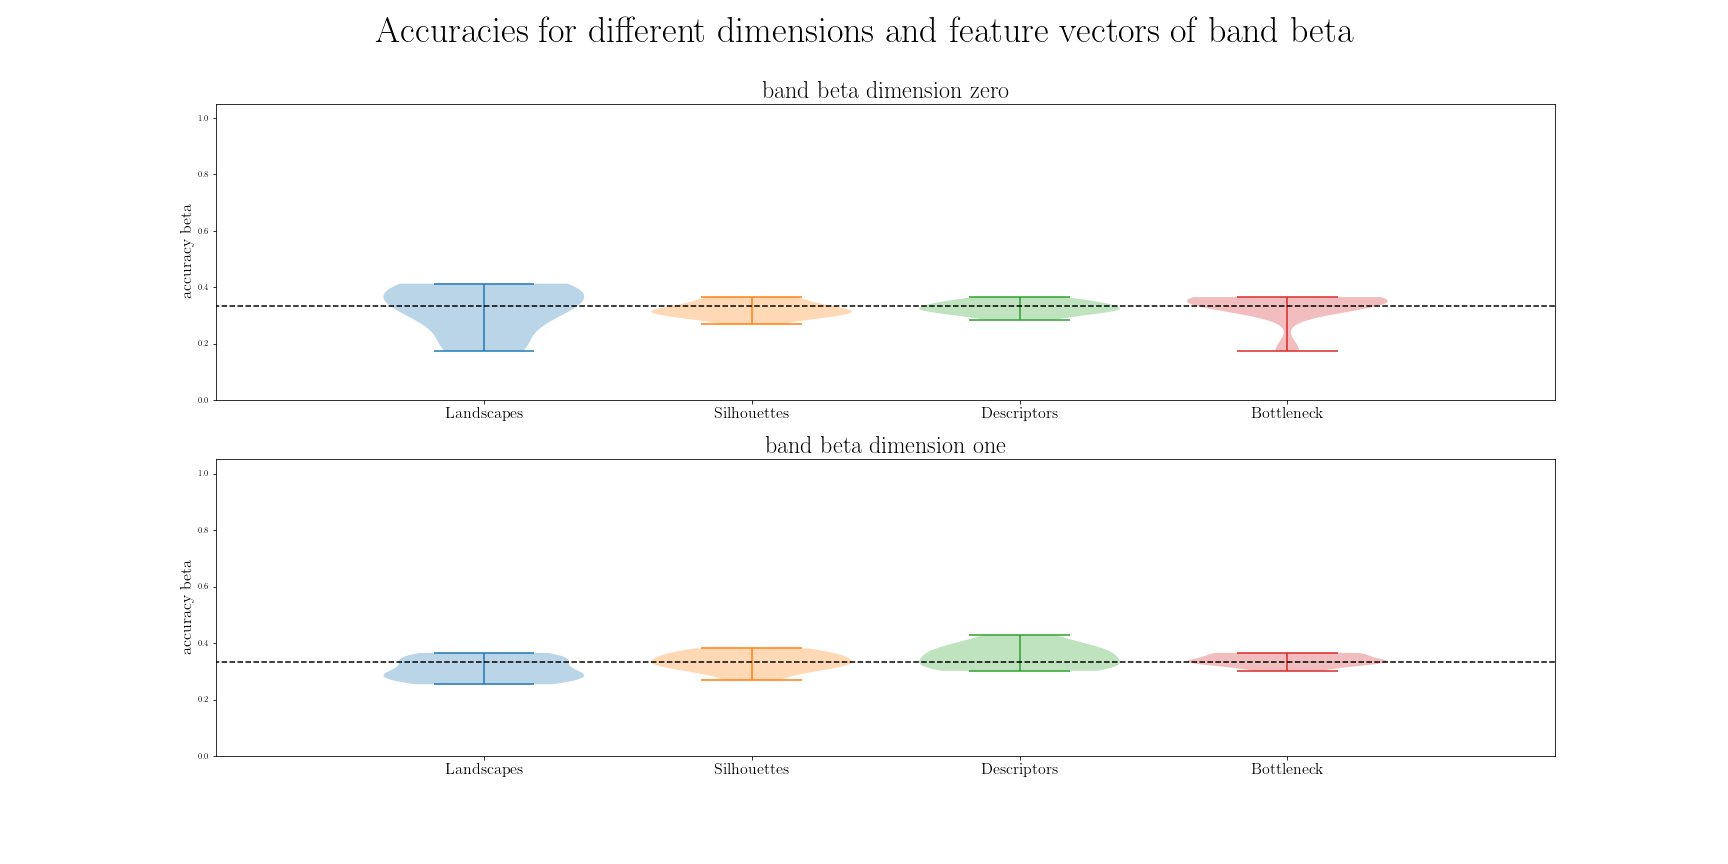 Accuracies for different dimensions and feature vectors of band beta
band beta dimension zero
1.0
0.8
0.6
0.4
0.2
0.0
accuracy beta
Landscapes Silhouettes Descriptors Bottleneck
band beta dimension one
1.0
0.8
0.6
0.4
0.2
0.0
accuracy beta
Landscapes Silhouettes Descriptors Bottleneck